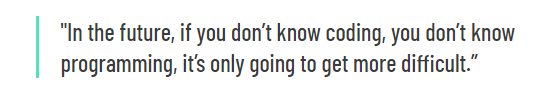 "In the future, if you don’t know coding, you don’t know
programming, it’s only going to get more difficult.”